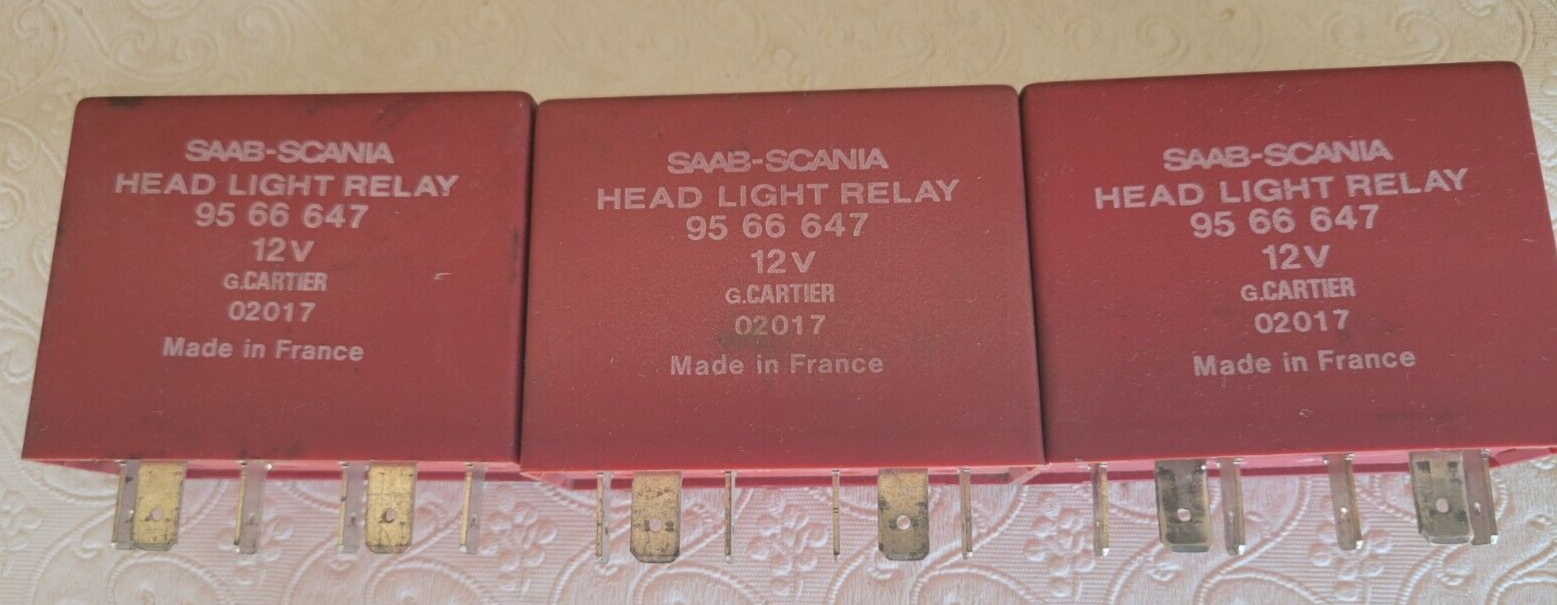 SAAB-SCANIA
HEAD LIGHT RELAY
95 66 647
12V
G.CARTIER
02017
Made in France
SAAB-SCANIA
HEAD LIGHT RELAY
95 66 647
12V
G.CARTIER
02017
Made in France
SAAB-SCANIA
HEAD LIGHT RELAY
95 66 647
12V
G.CARTIER
02017
Made in France